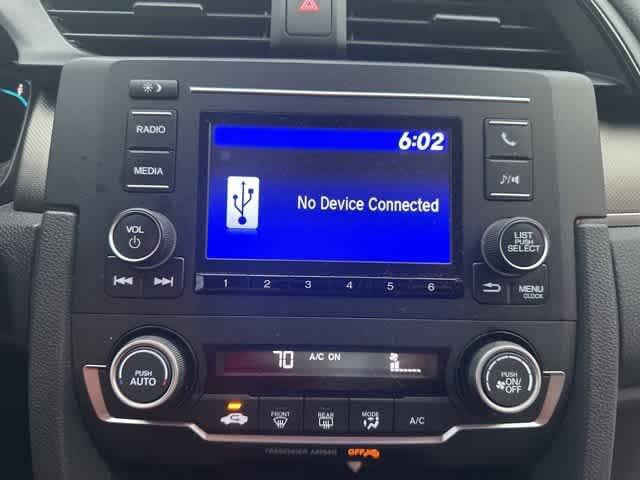 6:02
RADIO
MEDIA
No Device Connected
VOL
LIST
PUSH
SELECT
1 2 3 4 5 6
MENU
CLOCK
70 A/C ON
PUSH
AUTO
PUSH
ON/
OFF
FRONT REAR MODE A/C
PASSENGER AIRBAG OFF